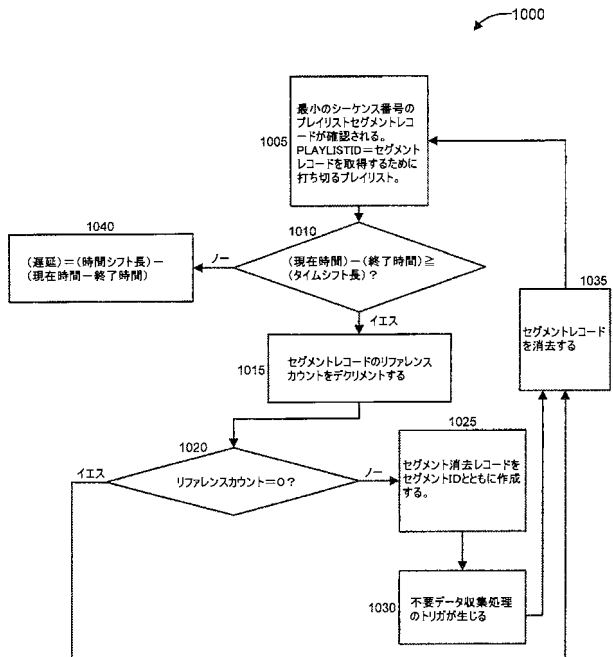 1000
最小のシーケンス番号の
プレイリストセグメントレコ
ードが確認される。
1005
PLAYLISTID=セグメント
レコードを取得するために
打ち切るプレイリスト。
1040
(遅延)=(時間シフト長)-
(現在時間-終了時間)
1010
ノー
(現在時間)-(終了時間)≧
(タイムシフト長)?
イエス
1035
セグメントレコード
を消去する
1015
セグメントレコードのリファレンス
カウントをデクリメントする
1020
イエス
リファレンスカウント=0?
ノー
1025
セグメント消去レコードを
セグメントIDとともに作成
する。
1030
不要データ収集処理
のトリガが生じる